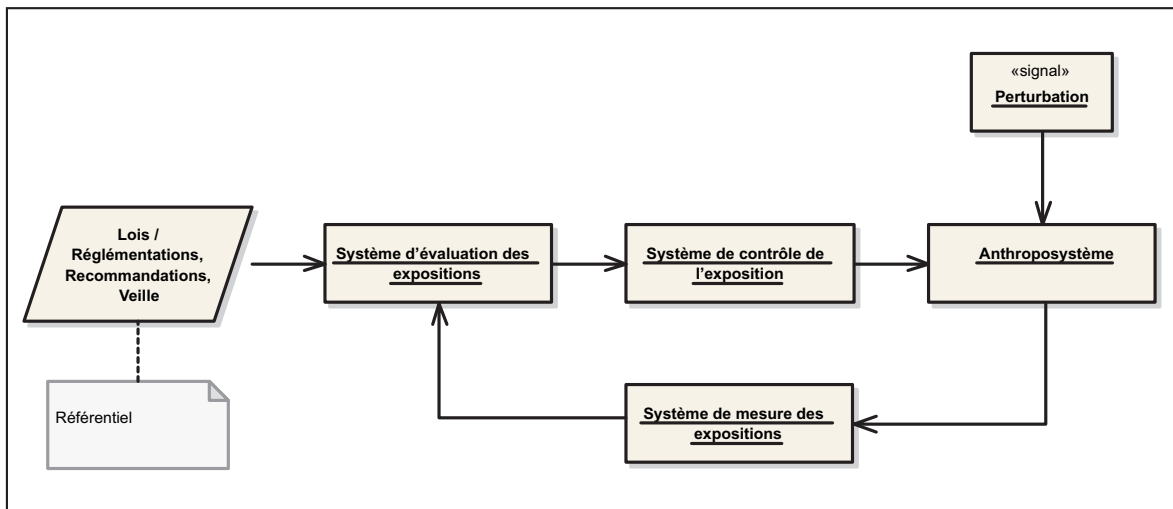 «signal»
Perturbation
Lois /
Réglémentations,
Recommandations,
Veille
Système d’évaluation des
expositions
Système de contrôle de
l’exposition
Anthroposystème
Système de mesure des
expositions
Référentiel